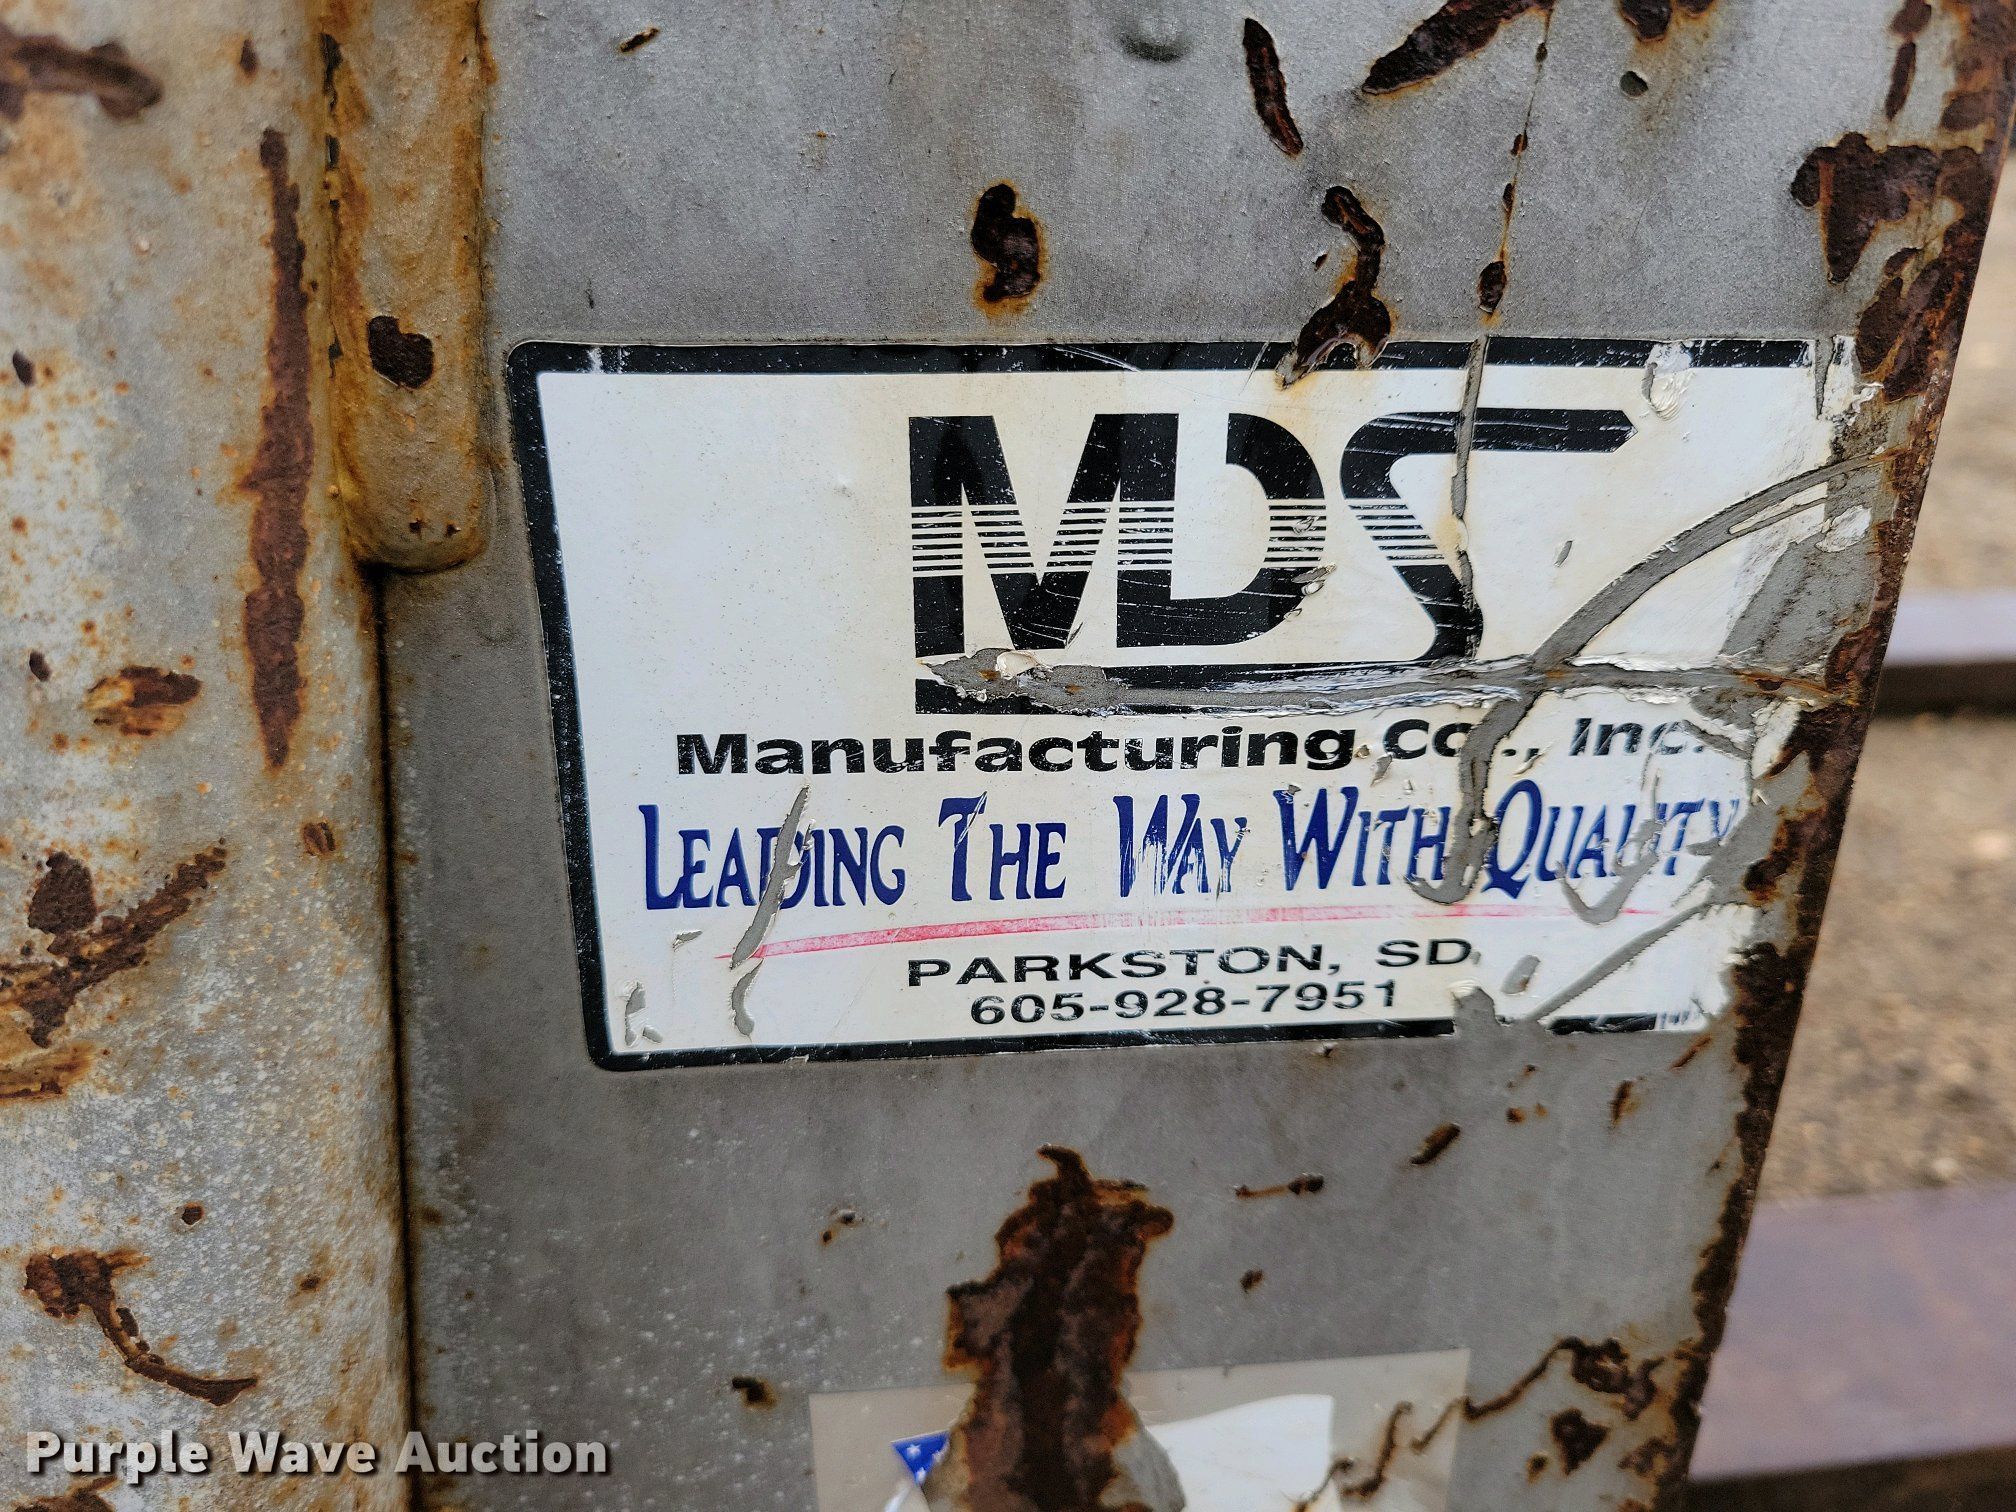 MDS
Manufacturing Co., Inc.
LEADING THE WAY WITH QUALITY
PARKSTON, SD
605-928-7951
Purple Wave Auction